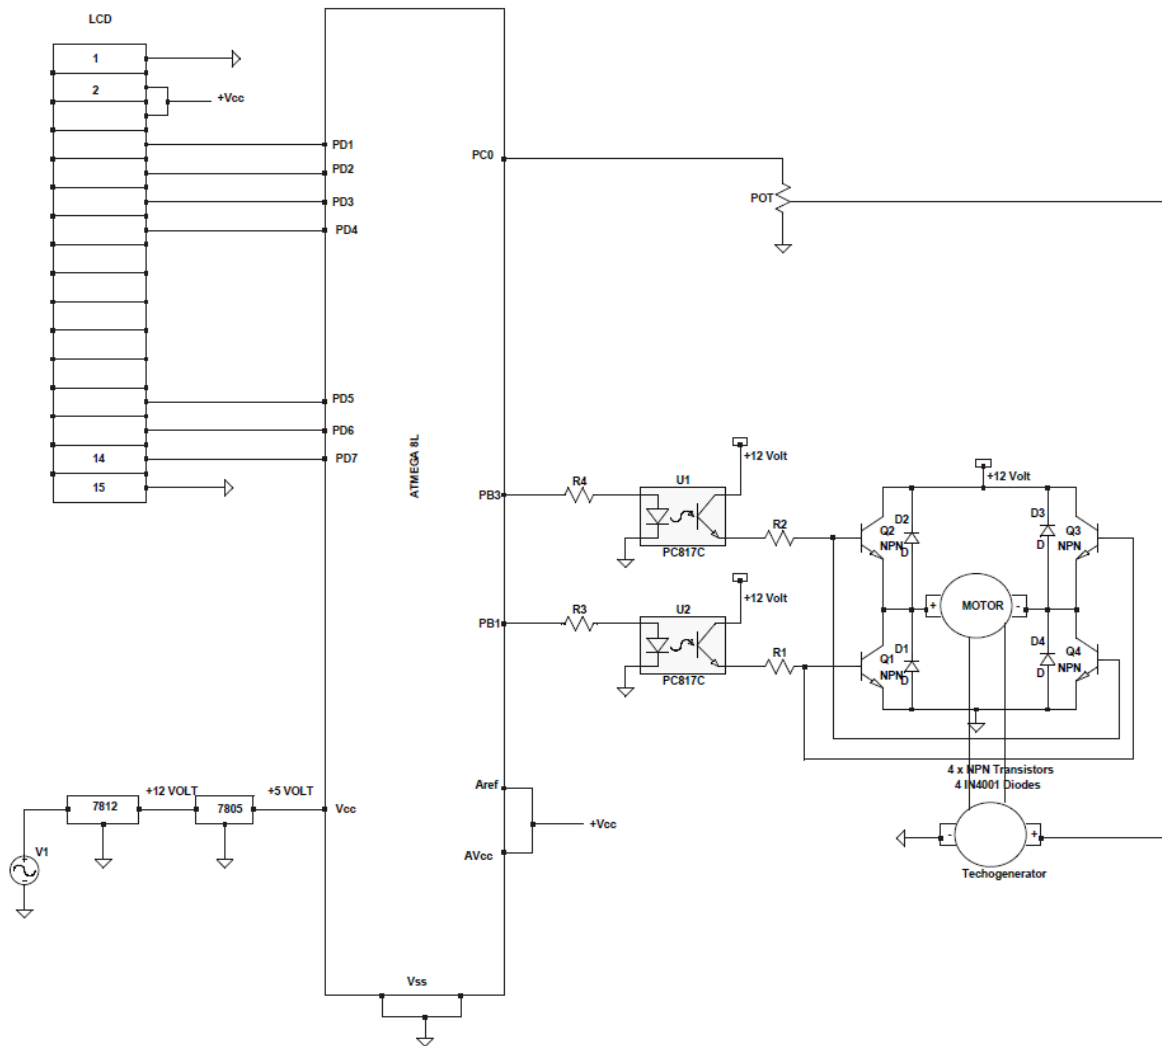 LCD
1
2
+Vcc
PD1
PD2
PD3
PD4
PD5
PD6
14
PD7
15
ATMEGA 8L
PC0
POT
PB3
R4
U1
+12 Volt
PC817C
R2
PB1
R3
U2
+12 Volt
PC817C
R1
+12 Volt
D2
D
Q2
NPN
D3
D
Q3
NPN
+
MOTOR
-
D1
D
Q1
NPN
D4
D
Q4
NPN
4 x NPN Transistors
4 IN4001 Diodes
-
+
Techogenerator
Aref
+Vcc
AVcc
7812
+12 VOLT
7805
+5 VOLT
Vcc
V1
+
-
Vss